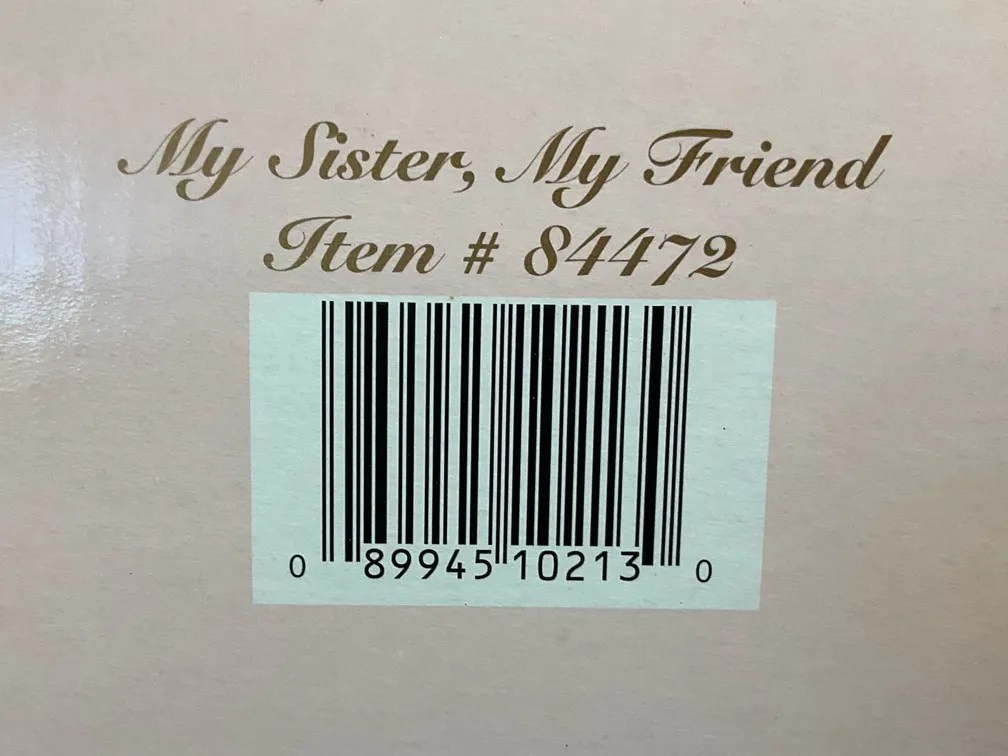 My Sister, My Friend
Item # 84472
0 89945 10213 0